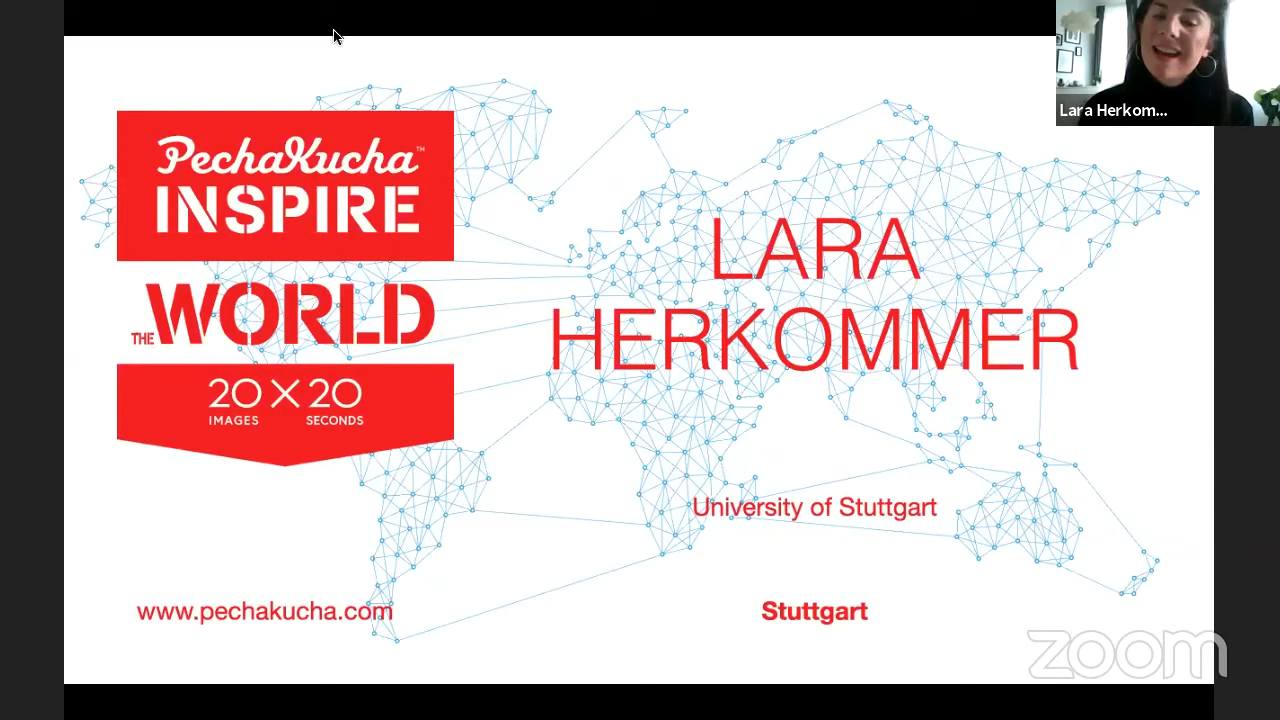 PechaKucha™
INSPIRE
THE WORLD
20 X 20
IMAGES SECONDS
www.pechakucha.com
LARA
HERKOMMER
University of Stuttgart
Stuttgart
Lara Herkom...
zoom